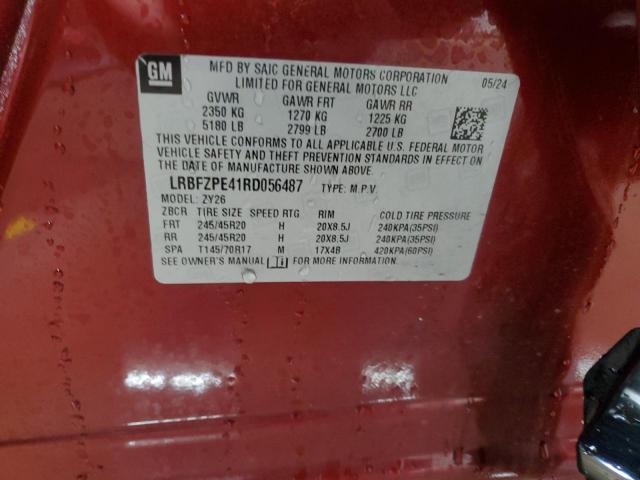 GM
MFD BY SAIC GENERAL MOTORS CORPORATION
LIMITED FOR GENERAL MOTORS LLC
05/24
GVWR GAWR FRT GAWR RR
2350 KG 1270 KG 1225 KG
5180 LB 2799 LB 2700 LB
THIS VEHICLE CONFORMS TO ALL APPLICABLE U.S. FEDERAL MOTOR
VEHICLE SAFETY AND THEFT PREVENTION STANDARDS IN EFFECT ON
THE DATE OF MANUFACTURE SHOWN ABOVE.
LRBFZPE41RD056487 TYPE: M.P.V.
MODEL: 2Y26
ZBCR TIRE SIZE SPEED RTG RIM COLD TIRE PRESSURE
FRT 245/45R20 H 20X8.5J 240KPA(35PSI)
RR 245/45R20 H 20X8.5J 240KPA(35PSI)
SPA T145/70R17 M 17X4B 420KPA(60PSI)
SEE OWNER'S MANUAL FOR MORE INFORMATION.